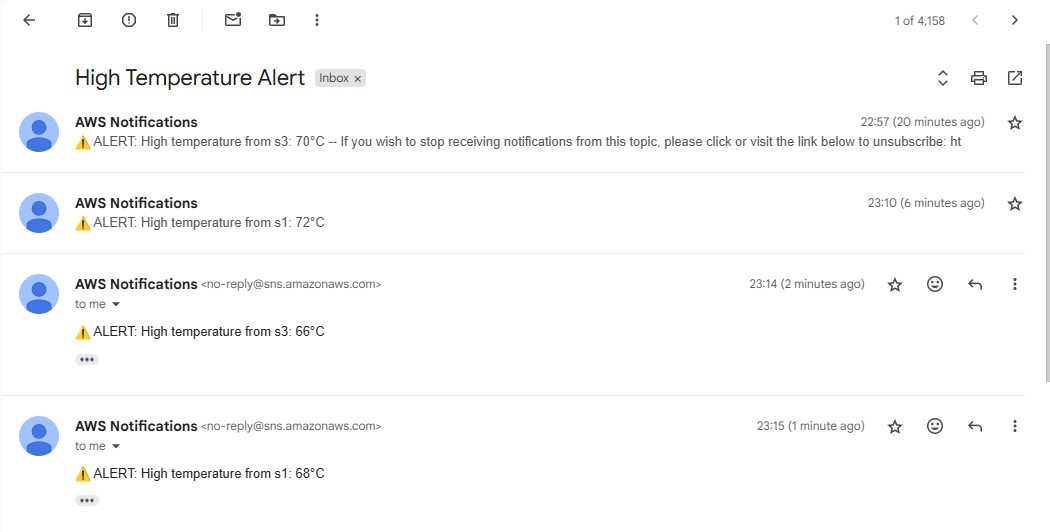 1 of 4,158
High Temperature Alert Inbox ×
AWS Notifications 22:57 (20 minutes ago)
⚠️ ALERT: High temperature from s3: 70°C -- If you wish to stop receiving notifications from this topic, please click or visit the link below to unsubscribe: ht
AWS Notifications 23:10 (6 minutes ago)
⚠️ ALERT: High temperature from s1: 72°C
AWS Notifications <no-reply@sns.amazonaws.com> 23:14 (2 minutes ago)
to me
⚠️ ALERT: High temperature from s3: 66°C
AWS Notifications <no-reply@sns.amazonaws.com> 23:15 (1 minute ago)
to me
⚠️ ALERT: High temperature from s1: 68°C